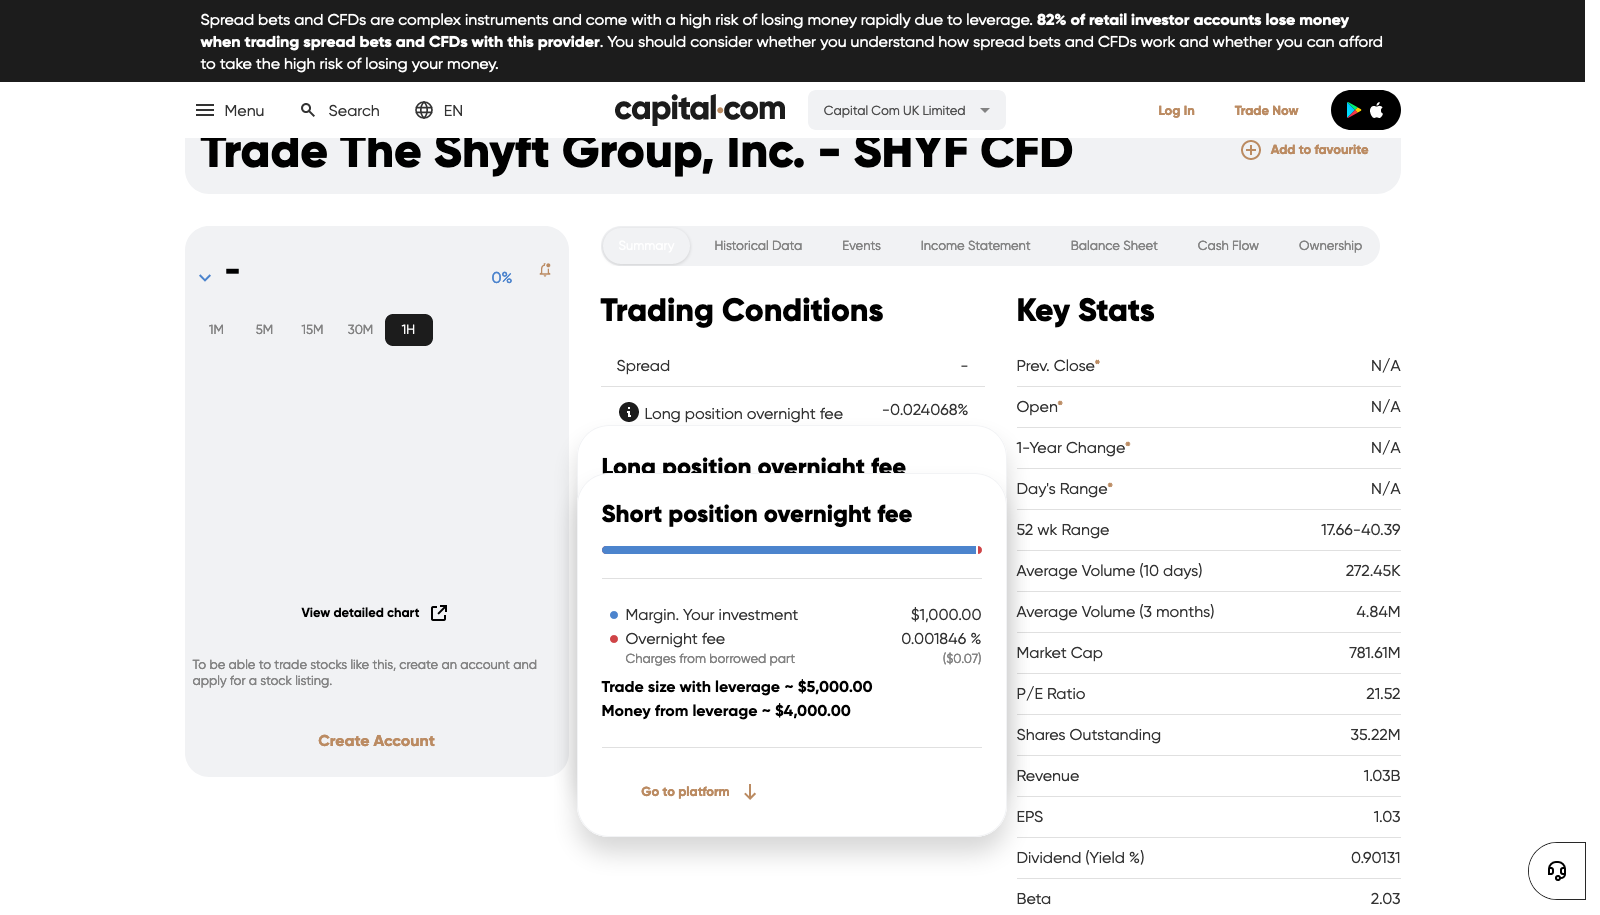 Spread bets and CFDs are complex instruments and come with a high risk of losing money rapidly due to leverage. 82% of retail investor accounts lose money
when trading spread bets and CFDs with this provider. You should consider whether you understand how spread bets and CFDs work and whether you can afford
to take the high risk of losing your money.
Menu
Search
EN
capital.com
Capital Com UK Limited
Log In
Trade Now
Trade The Shyft Group, Inc. - SHYF CFD
Add to favourite
-
0%
1M
5M
15M
30M
1H
View detailed chart
To be able to trade stocks like this, create an account and
apply for a stock listing.
Create Account
Summary
Historical Data
Events
Income Statement
Balance Sheet
Cash Flow
Ownership
Trading Conditions
Spread -
Long position overnight fee -0.024068%
Long position overnight fee
Short position overnight fee
Margin. Your investment $1,000.00
Overnight fee 0.001846 %
Charges from borrowed part ($0.07)
Trade size with leverage ~ $5,000.00
Money from leverage ~ $4,000.00
Go to platform
Key Stats
Prev. Close* N/A
Open* N/A
1-Year Change* N/A
Day's Range* N/A
52 wk Range 17.66-40.39
Average Volume (10 days) 272.45K
Average Volume (3 months) 4.84M
Market Cap 781.61M
P/E Ratio 21.52
Shares Outstanding 35.22M
Revenue 1.03B
EPS 1.03
Dividend (Yield %) 0.90131
Beta 2.03